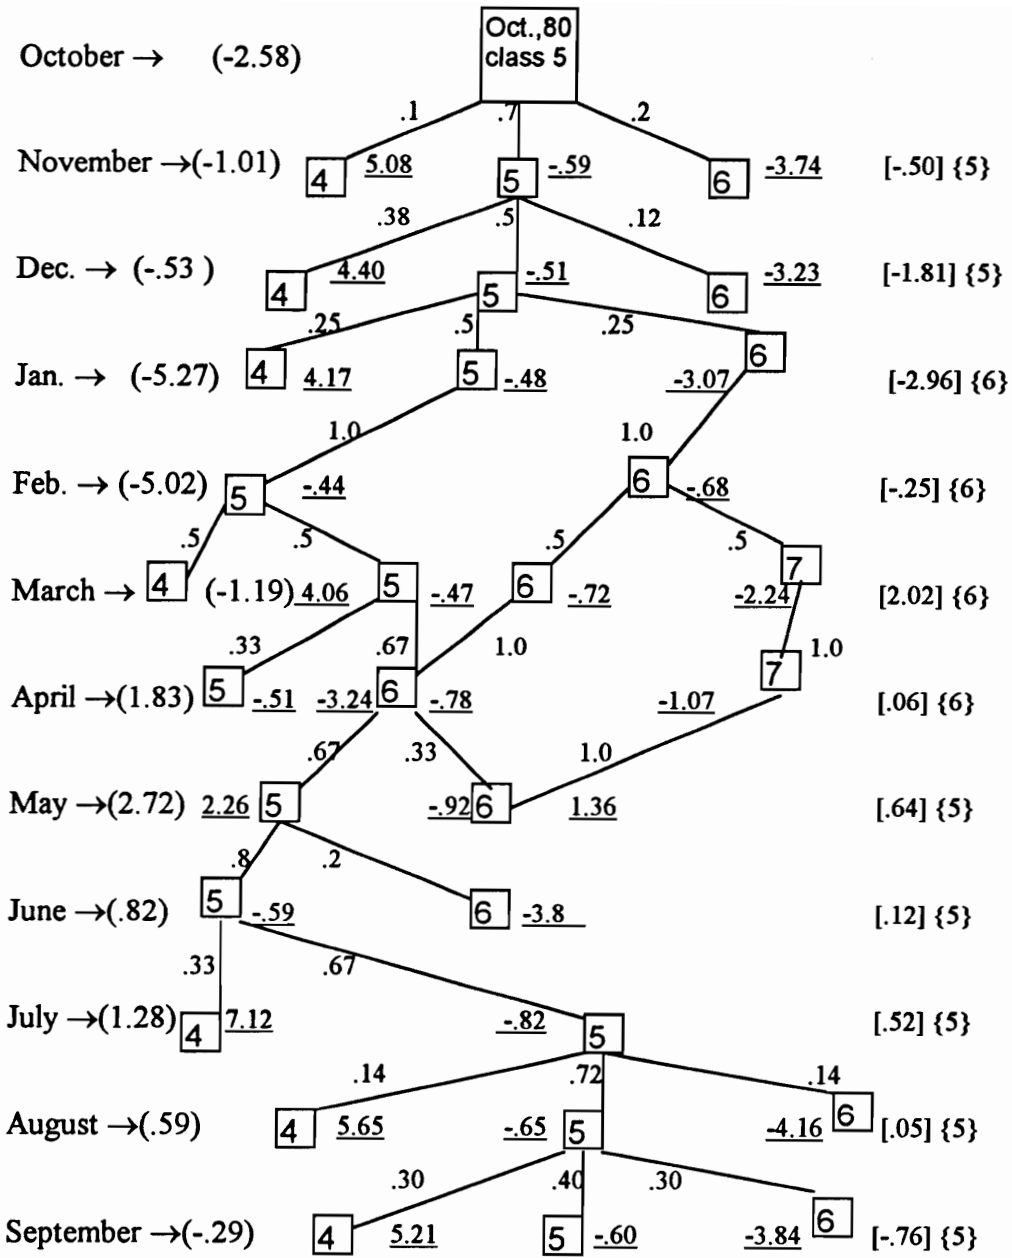 Oct.,80
class 5
October → (-2.58)
.1 .7 .2
November →(-1.01) 4 5.08 5 -.59 6 -3.74 [-.50] {5}
.38 .5 .12
Dec. → (-.53 ) 4 4.40 5 -.51 6 -3.23 [-1.81] {5}
.25 .5 .25
Jan. → (-5.27) 4 4.17 5 -.48 -3.07 6 [-2.96] {6}
1.0 1.0
Feb. → (-5.02) 5 -.44 6 -.68 [-.25] {6}
.5 .5 .5 .5
March → 4 (-1.19) 4.06 5 -.47 6 -.72 -2.24 7 [2.02] {6}
.33 .67 1.0 1.0
April →(1.83) 5 -.51 -3.24 6 -.78 -1.07 7 [.06] {6}
.67 .33 1.0
May →(2.72) 2.26 5 -.92 6 1.36 [.64] {5}
.8 .2
June →(.82) 5 -.59 6 -3.8 [.12] {5}
.33 .67
July →(1.28) 4 7.12 -.82 5 [.52] {5}
.14 .72 .14
August →(.59) 4 5.65 -.65 5 -4.16 6 [.05] {5}
.30 .40 .30
September →(-.29) 4 5.21 5 -.60 -3.84 6 [-.76] {5}